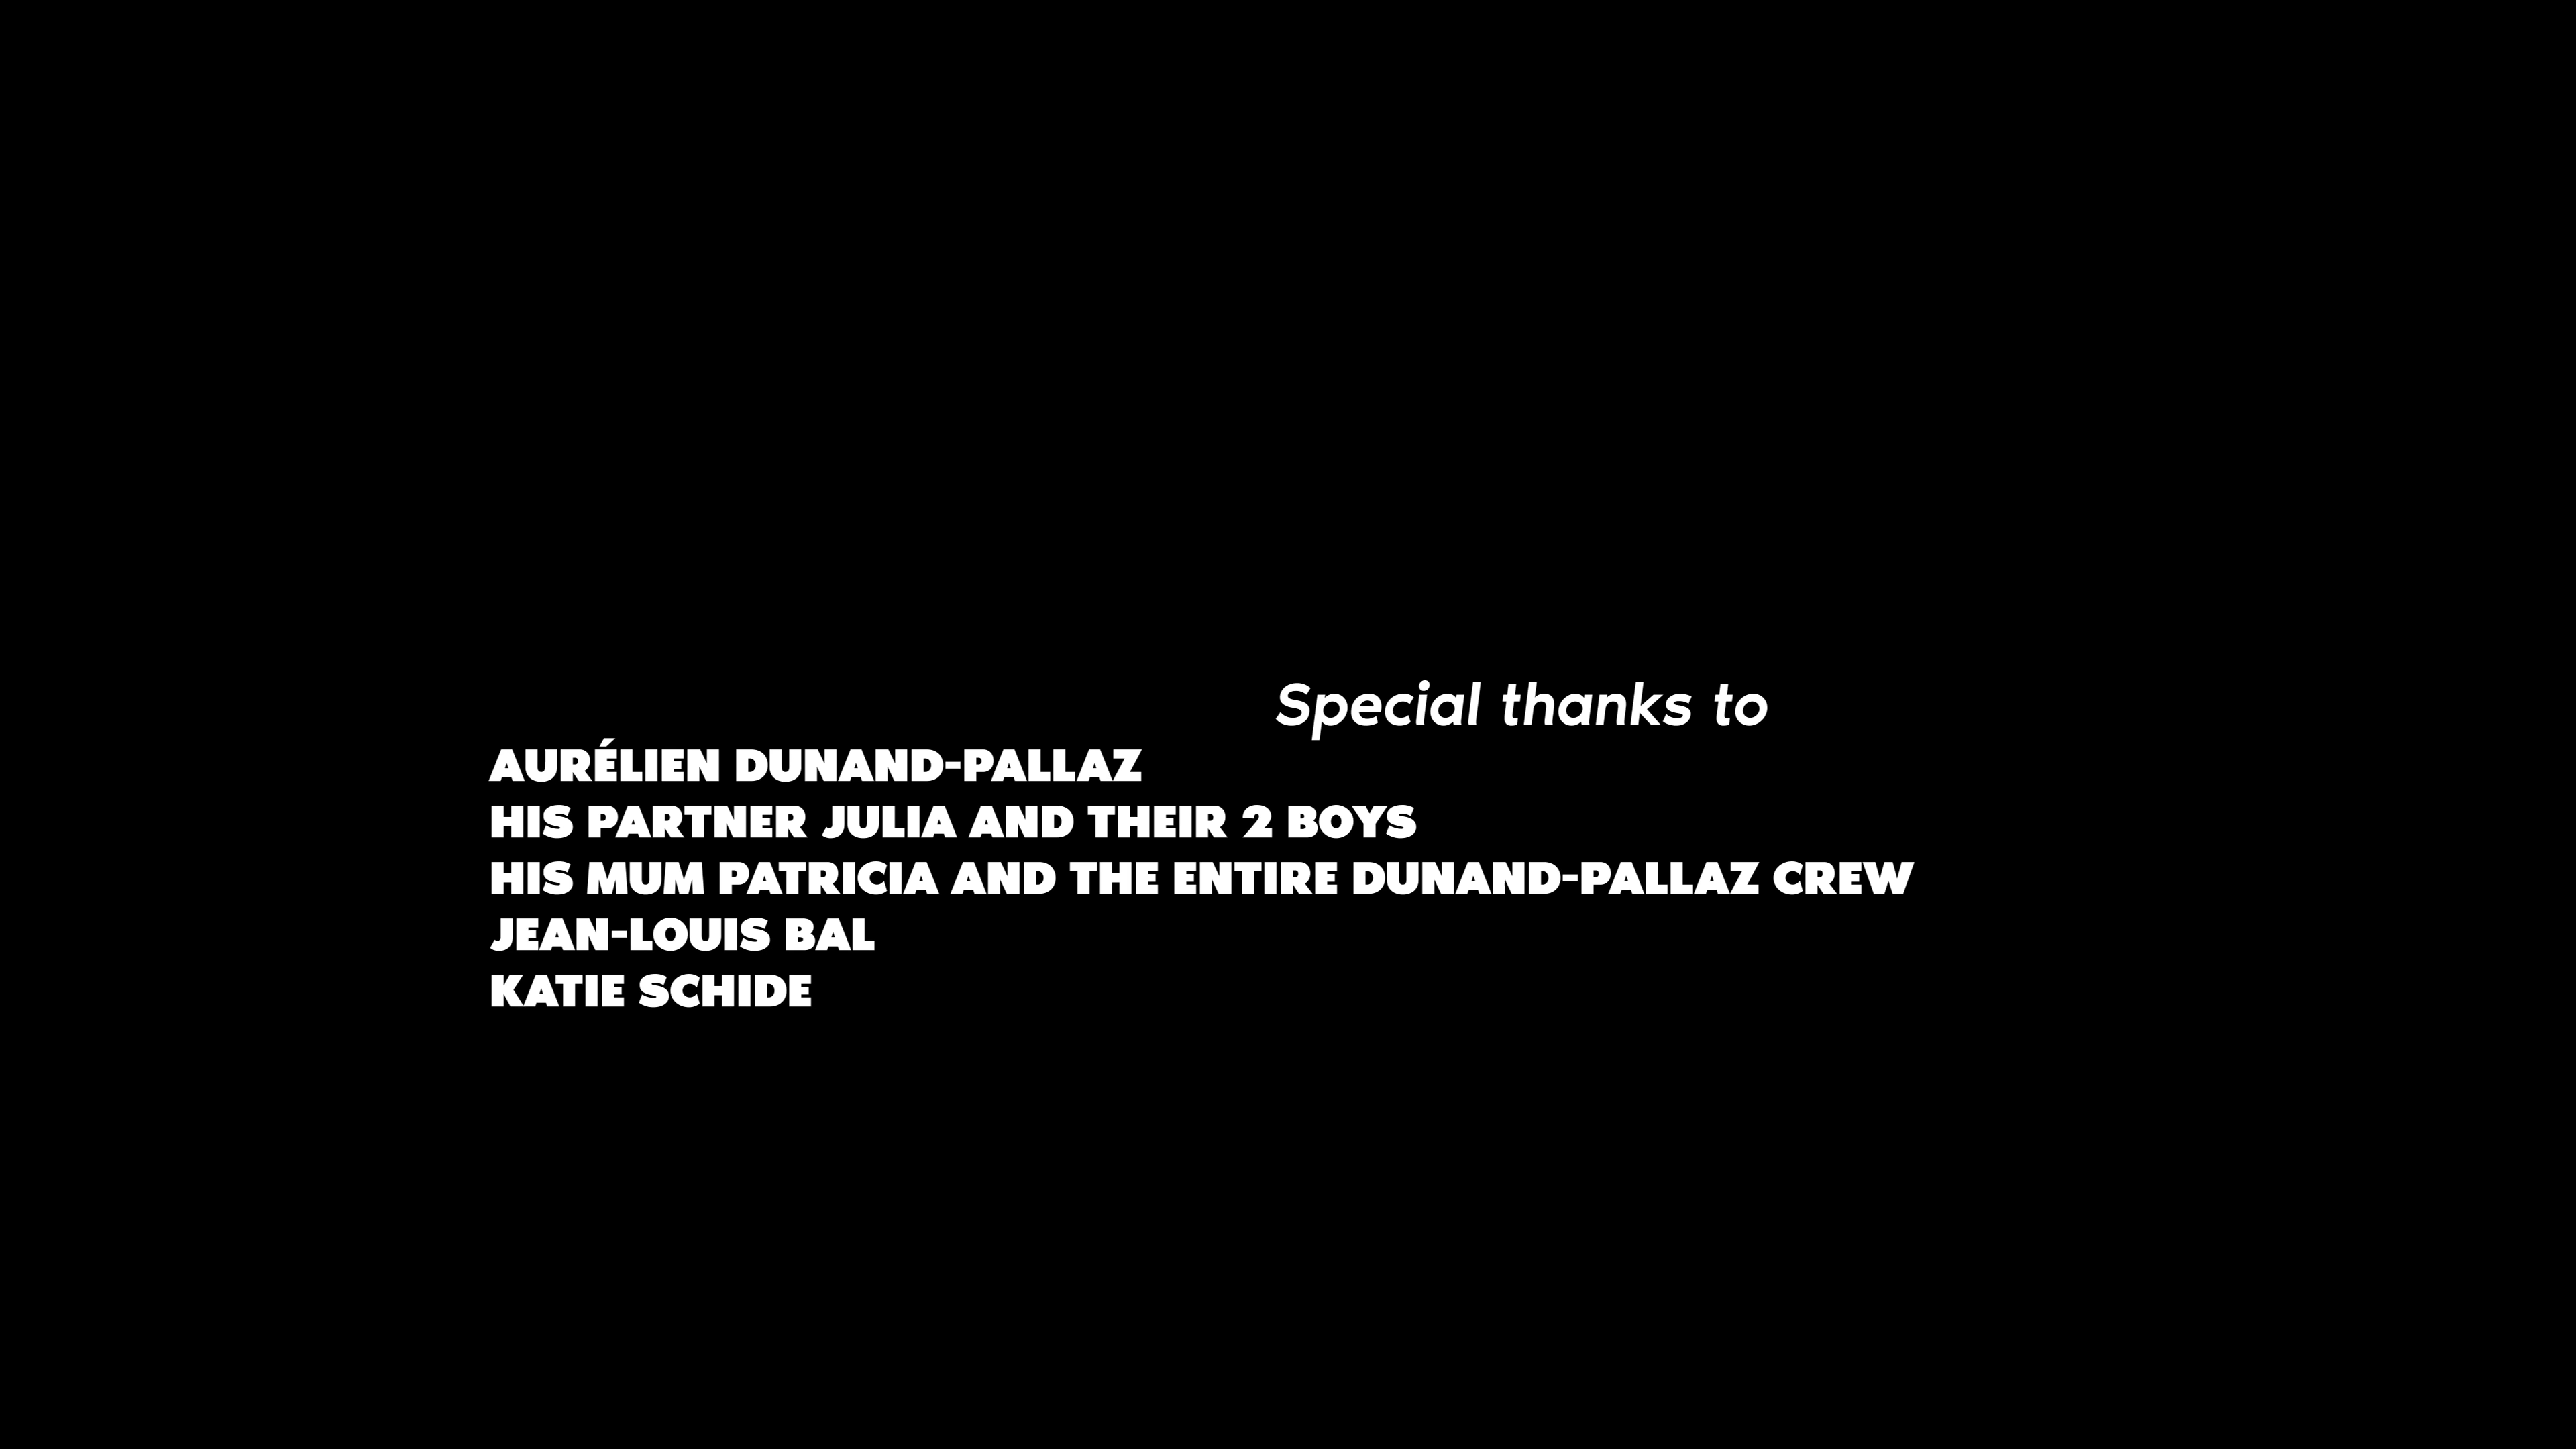 Special thanks to
AURÉLIEN DUNAND-PALLAZ
HIS PARTNER JULIA AND THEIR 2 BOYS
HIS MUM PATRICIA AND THE ENTIRE DUNAND-PALLAZ CREW
JEAN-LOUIS BAL
KATIE SCHIDE